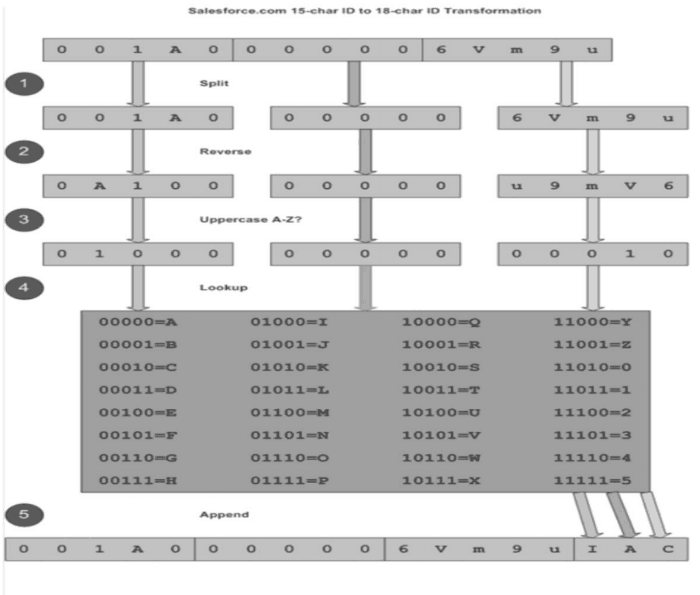 Salesforce.com 15-char ID to 18-char ID Transformation
0 0 1 A 0 0 0 0 0 0 6 V m 9 u
1 Split
0 0 1 A 0 0 0 0 0 0 6 V m 9 u
2 Reverse
0 A 1 0 0 0 0 0 0 0 u 9 m V 6
3 Uppercase A-Z?
0 1 0 0 0 0 0 0 0 0 0 0 0 1 0
4 Lookup
00000=A 01000=I 10000=Q 11000=Y
00001=B 01001=J 10001=R 11001=Z
00010=C 01010=K 10010=S 11010=0
00011=D 01011=L 10011=T 11011=1
00100=E 01100=M 10100=U 11100=2
00101=F 01101=N 10101=V 11101=3
00110=G 01110=O 10110=W 11110=4
00111=H 01111=P 10111=X 11111=5
5 Append
0 0 1 A 0 0 0 0 0 0 6 V m 9 u I A C